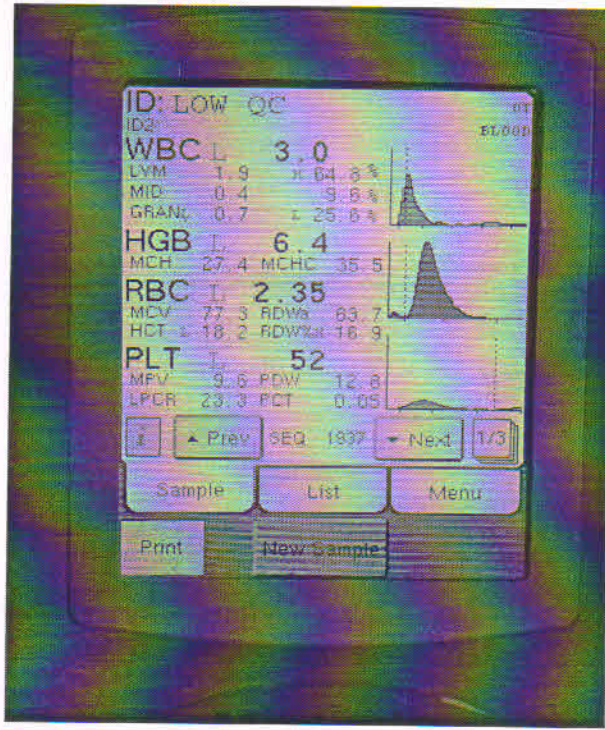 ID: LOW QC
ID2
BLOOD
WBC L 3.0
LYM 1.9 H 64.8 %
MID 0.4 9.6 %
GRAN L 0.7 L 25.6 %
HGB L 6.4
MCH 27.4 MCHC 35.5
RBC L 2.35
MCV 77.3 RDWa 63.7
HCT L 18.2 RDW% 16.9
PLT L 52
MPV 9.6 PDW 12.8
LPCR 23.3 PCT 0.05
i ▲ Prev SEQ 1937 ▼ Next 1/3
Sample List Menu
Print New Sample